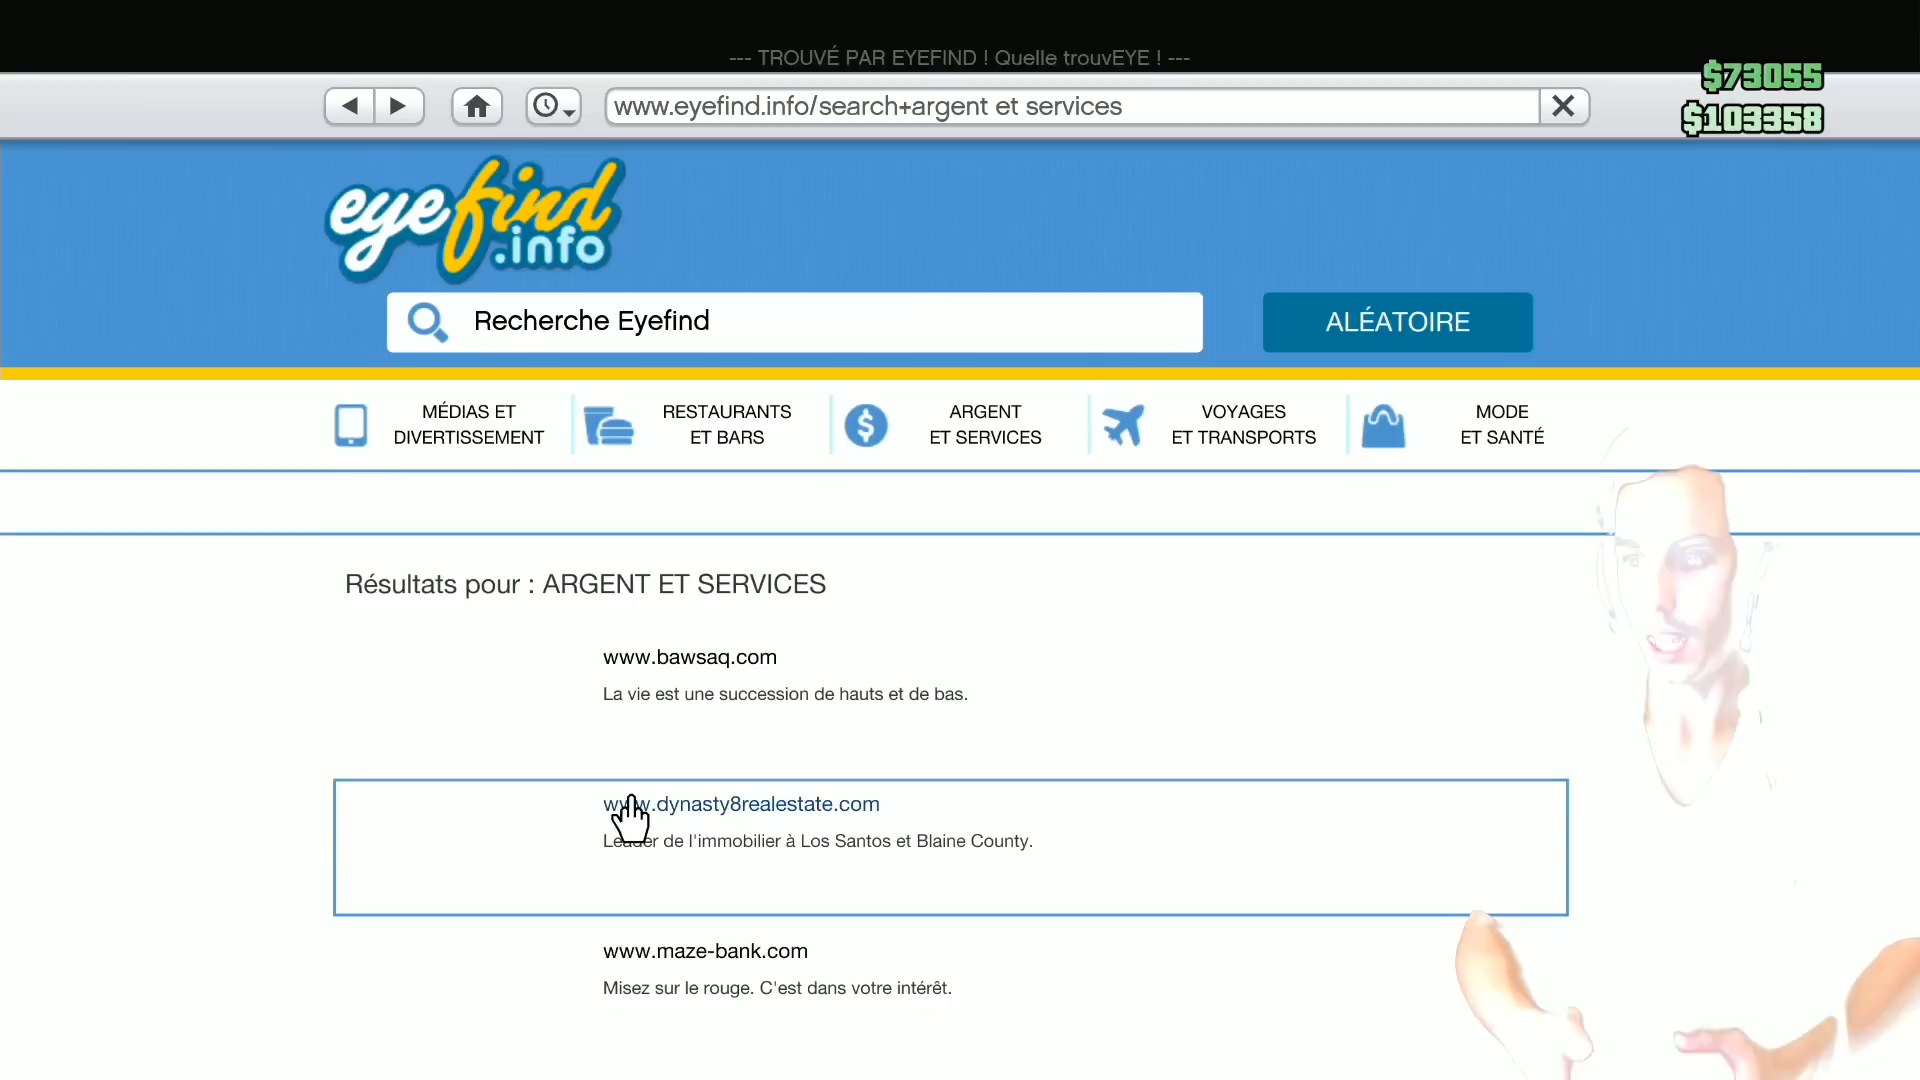 --- TROUVÉ PAR EYEFIND ! Quelle trouvEYE ! ---
$73055
www.eyefind.info/search+argent et services
$103358
eyefind
.info
Recherche Eyefind
ALÉATOIRE
MÉDIAS ET
DIVERTISSEMENT
RESTAURANTS
ET BARS
ARGENT
ET SERVICES
VOYAGES
ET TRANSPORTS
MODE
ET SANTÉ
Résultats pour : ARGENT ET SERVICES
www.bawsaq.com
La vie est une succession de hauts et de bas.
www.dynasty8realestate.com
Leader de l'immobilier à Los Santos et Blaine County.
www.maze-bank.com
Misez sur le rouge. C'est dans votre intérêt.